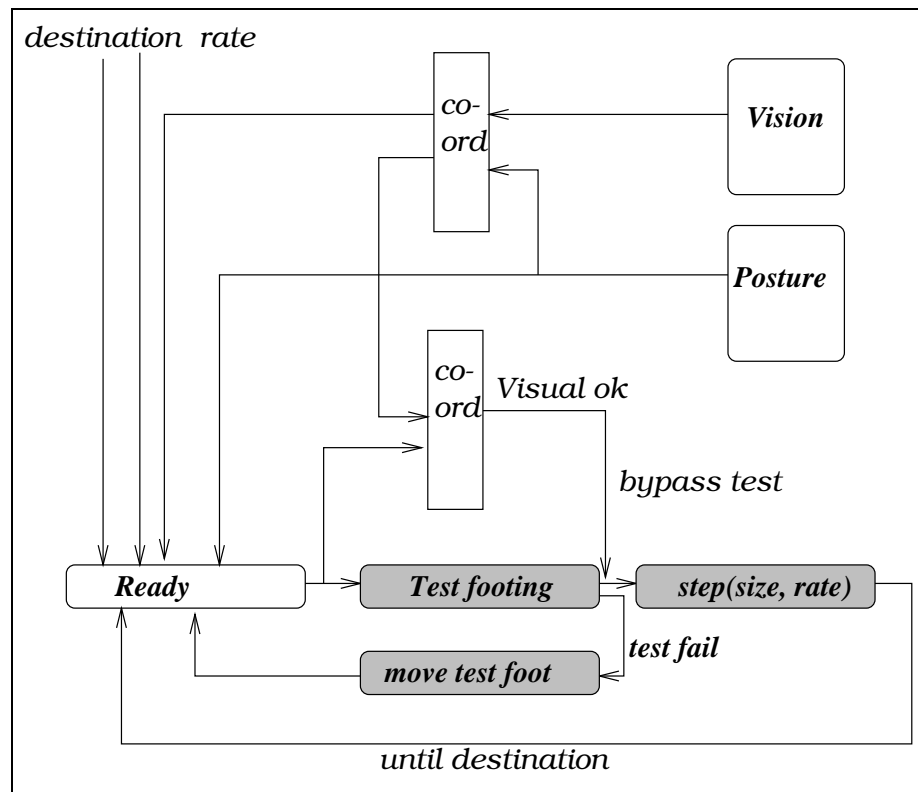 destination rate
co-
ord
Vision
Posture
co-
ord
Visual ok
bypass test
Ready
Test footing
step(size, rate)
test fail
move test foot
until destination